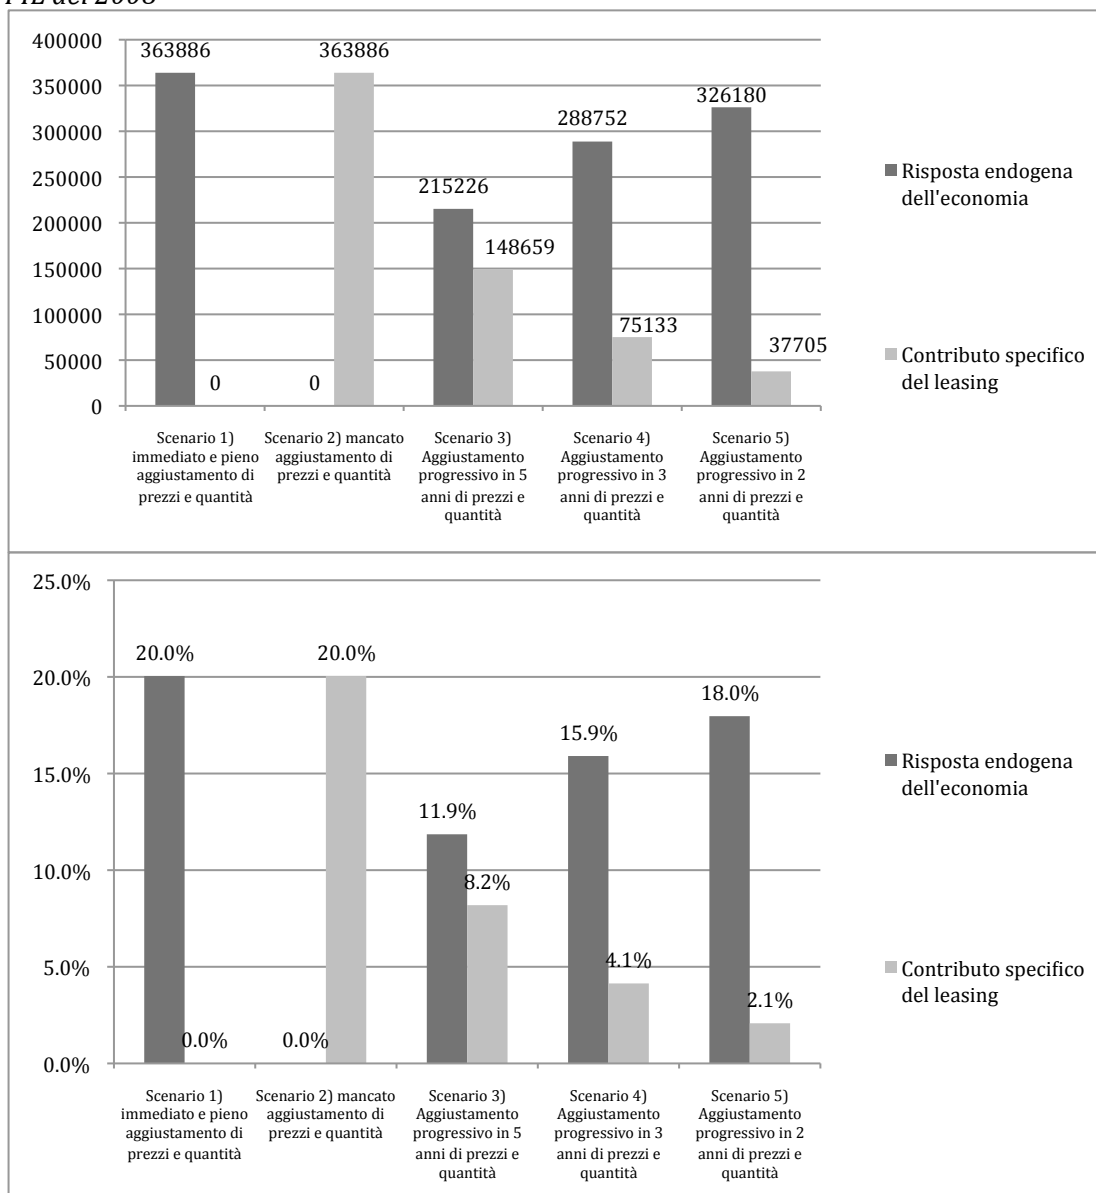 PIL del 2008
400000
350000
300000
250000
200000
150000
100000
50000
0
363886
0
0
363886
215226
148659
288752
75133
326180
37705
Scenario 1)
immediato e pieno
aggiustamento di
prezzi e quantità
Scenario 2) mancato
aggiustamento di
prezzi e quantità
Scenario 3)
Aggiustamento
progressivo in 5
anni di prezzi e
quantità
Scenario 4)
Aggiustamento
progressivo in 3
anni di prezzi e
quantità
Scenario 5)
Aggiustamento
progressivo in 2
anni di prezzi e
quantità
Risposta endogena
dell'economia
Contributo specifico
del leasing
25.0%
20.0%
15.0%
10.0%
5.0%
0.0%
20.0%
0.0%
0.0%
20.0%
11.9%
8.2%
15.9%
4.1%
18.0%
2.1%
Scenario 1)
immediato e pieno
aggiustamento di
prezzi e quantità
Scenario 2) mancato
aggiustamento di
prezzi e quantità
Scenario 3)
Aggiustamento
progressivo in 5
anni di prezzi e
quantità
Scenario 4)
Aggiustamento
progressivo in 3
anni di prezzi e
quantità
Scenario 5)
Aggiustamento
progressivo in 2
anni di prezzi e
quantità
Risposta endogena
dell'economia
Contributo specifico
del leasing